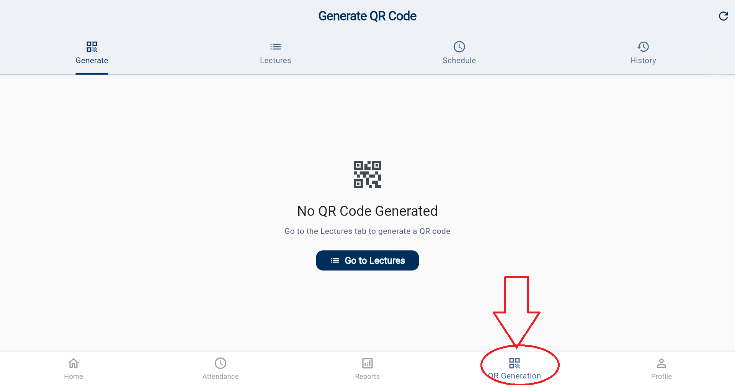 Generate QR Code
Generate
Lectures
Schedule
History
No QR Code Generated
Go to the Lectures tab to generate a QR code
Go to Lectures
Home
Attendance
Reports
QR Generation
Profile